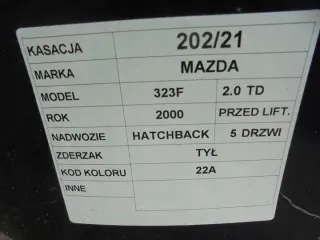 KASACJA 202/21
MARKA MAZDA
MODEL 323F 2.0 TD
ROK 2000 PRZED LIFT.
NADWOZIE HATCHBACK 5 DRZWI
ZDERZAK TYŁ
KOD KOLORU 22A
INNE